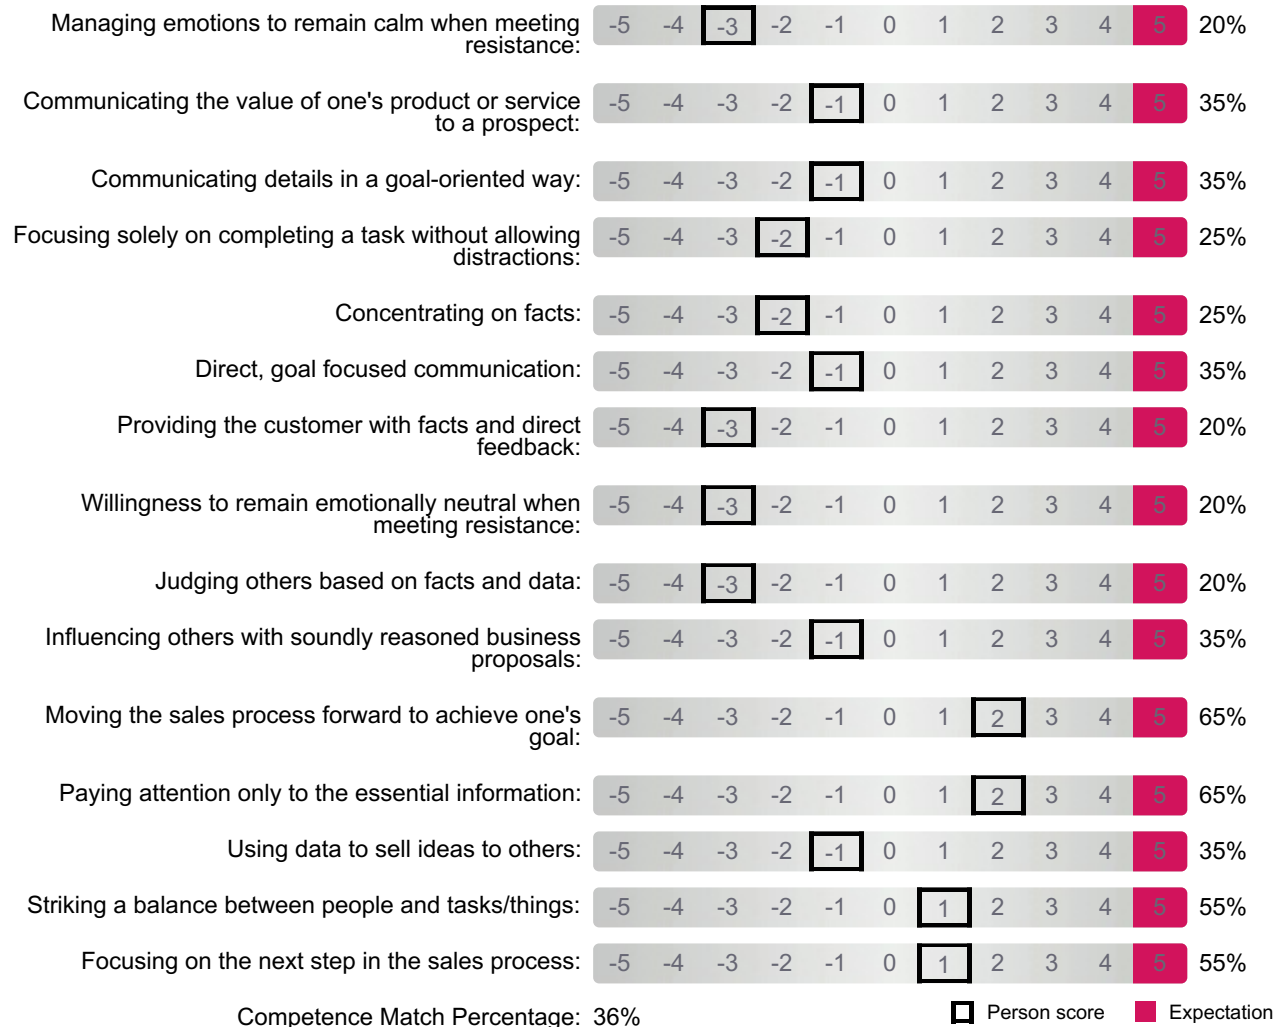 Managing emotions to remain calm when meeting
resistance:
-5 -4 -3 -2 -1 0 1 2 3 4 5 20%
Communicating the value of one's product or service
to a prospect:
-5 -4 -3 -2 -1 0 1 2 3 4 5 35%
Communicating details in a goal-oriented way: -5 -4 -3 -2 -1 0 1 2 3 4 5 35%
Focusing solely on completing a task without allowing
distractions:
-5 -4 -3 -2 -1 0 1 2 3 4 5 25%
Concentrating on facts: -5 -4 -3 -2 -1 0 1 2 3 4 5 25%
Direct, goal focused communication: -5 -4 -3 -2 -1 0 1 2 3 4 5 35%
Providing the customer with facts and direct
feedback:
-5 -4 -3 -2 -1 0 1 2 3 4 5 20%
Willingness to remain emotionally neutral when
meeting resistance:
-5 -4 -3 -2 -1 0 1 2 3 4 5 20%
Judging others based on facts and data: -5 -4 -3 -2 -1 0 1 2 3 4 5 20%
Influencing others with soundly reasoned business
proposals:
-5 -4 -3 -2 -1 0 1 2 3 4 5 35%
Moving the sales process forward to achieve one's
goal:
-5 -4 -3 -2 -1 0 1 2 3 4 5 65%
Paying attention only to the essential information: -5 -4 -3 -2 -1 0 1 2 3 4 5 65%
Using data to sell ideas to others: -5 -4 -3 -2 -1 0 1 2 3 4 5 35%
Striking a balance between people and tasks/things: -5 -4 -3 -2 -1 0 1 2 3 4 5 55%
Focusing on the next step in the sales process: -5 -4 -3 -2 -1 0 1 2 3 4 5 55%
Competence Match Percentage: 36% Person score Expectation